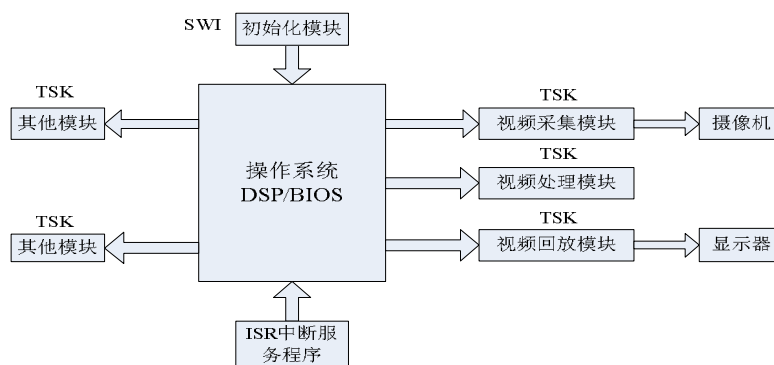 SWI
初始化模块
TSK
其他模块
TSK
视频采集模块
摄像机
操作系统
DSP/BIOS
TSK
视频处理模块
TSK
其他模块
TSK
视频回放模块
显示器
ISR中断服
务程序